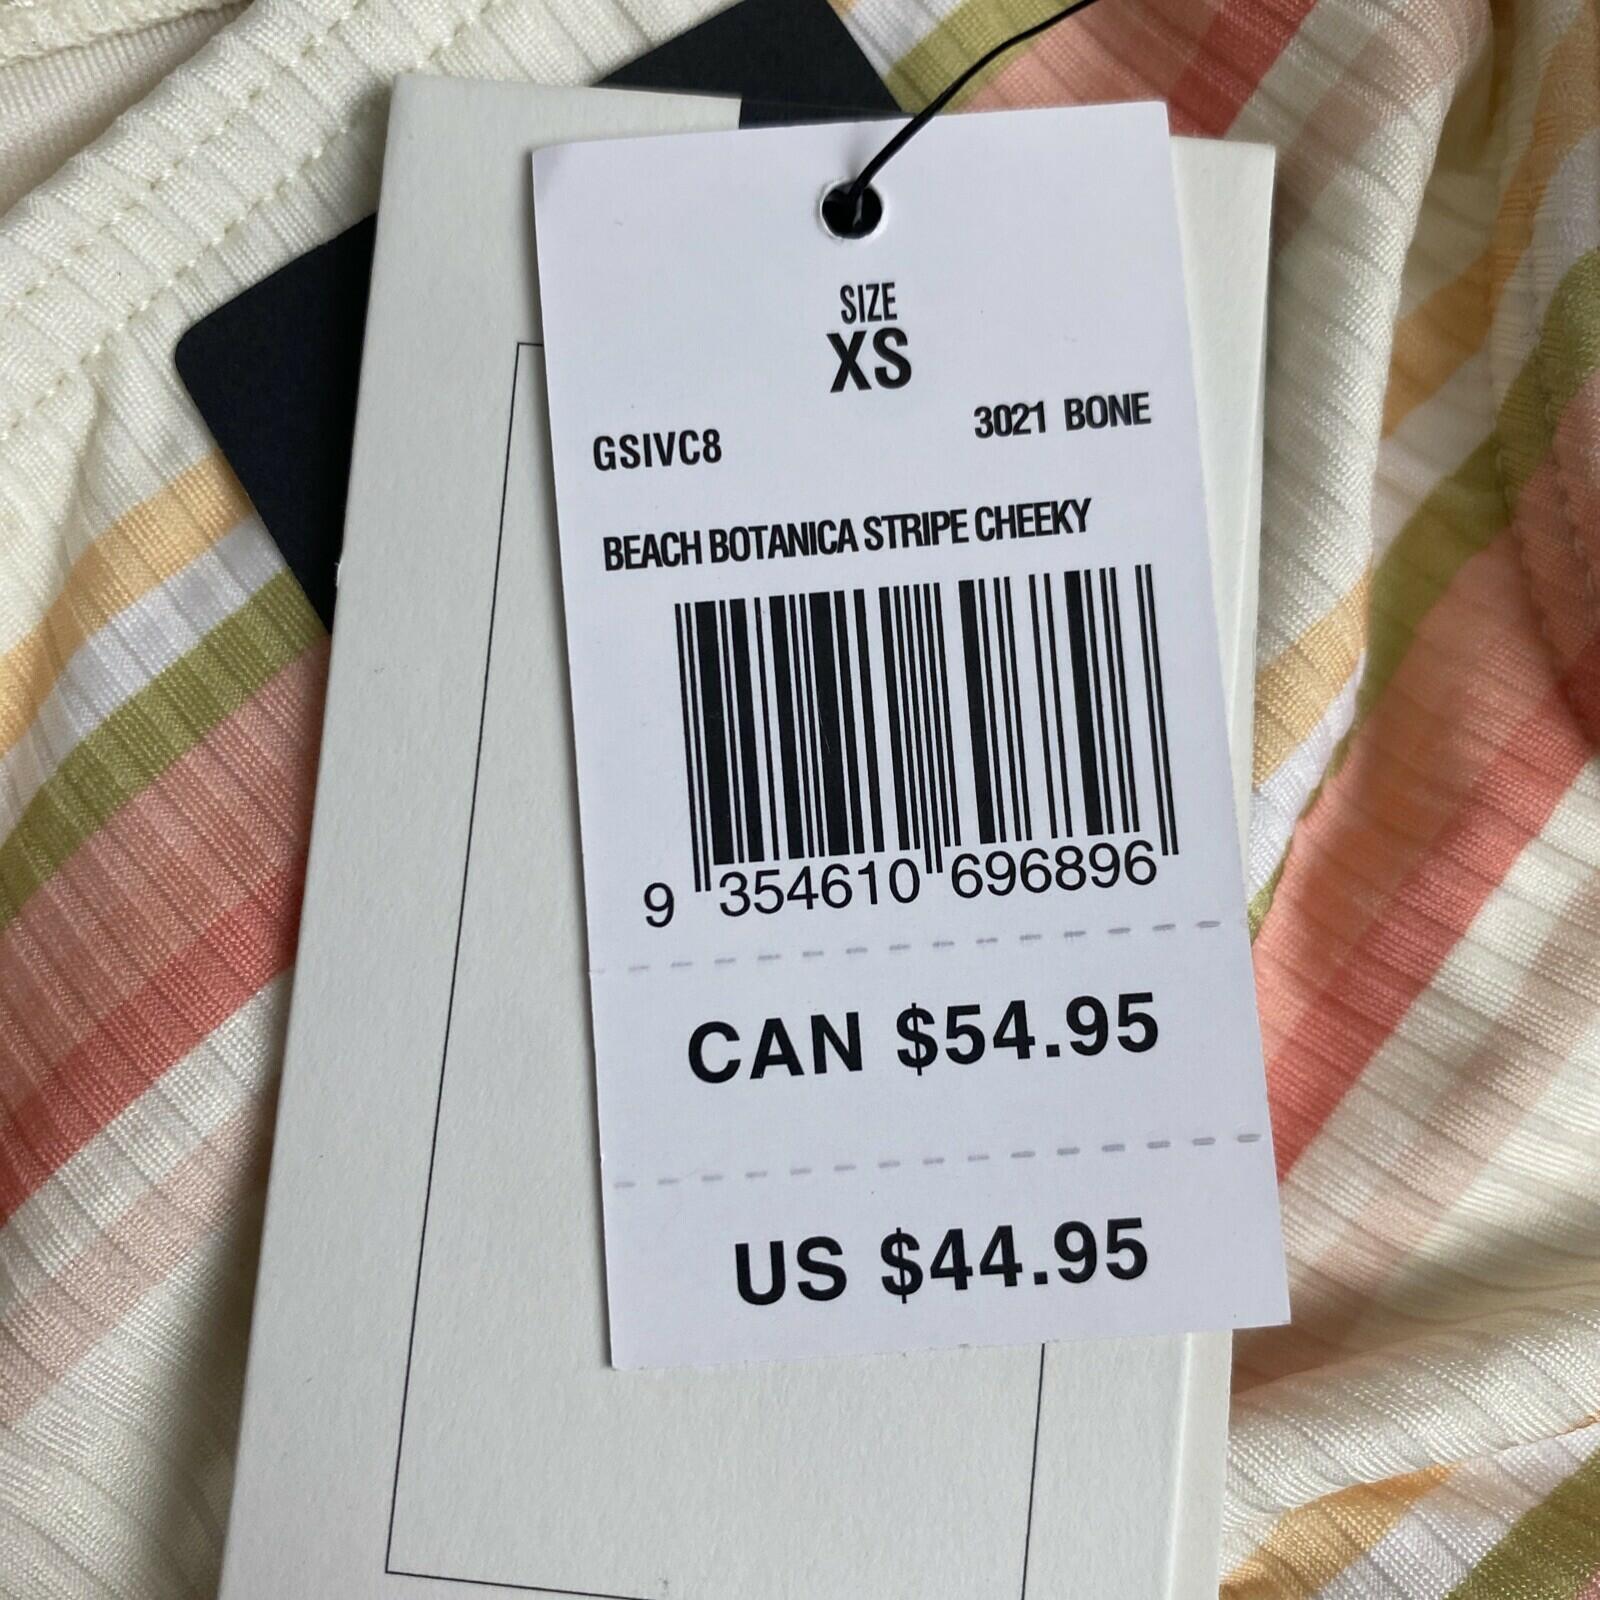 SIZE
XS
GSIVC8 3021 BONE
BEACH BOTANICA STRIPE CHEEKY
9 354610 696896
CAN $54.95
US $44.95